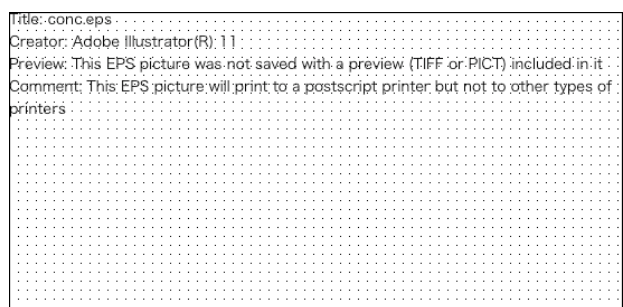 Title: conc.eps
Creator: Adobe Illustrator(R) 11
Preview: This EPS picture was not saved with a preview (TIFF or PICT) included in it
Comment: This EPS picture will print to a postscript printer but not to other types of
printers